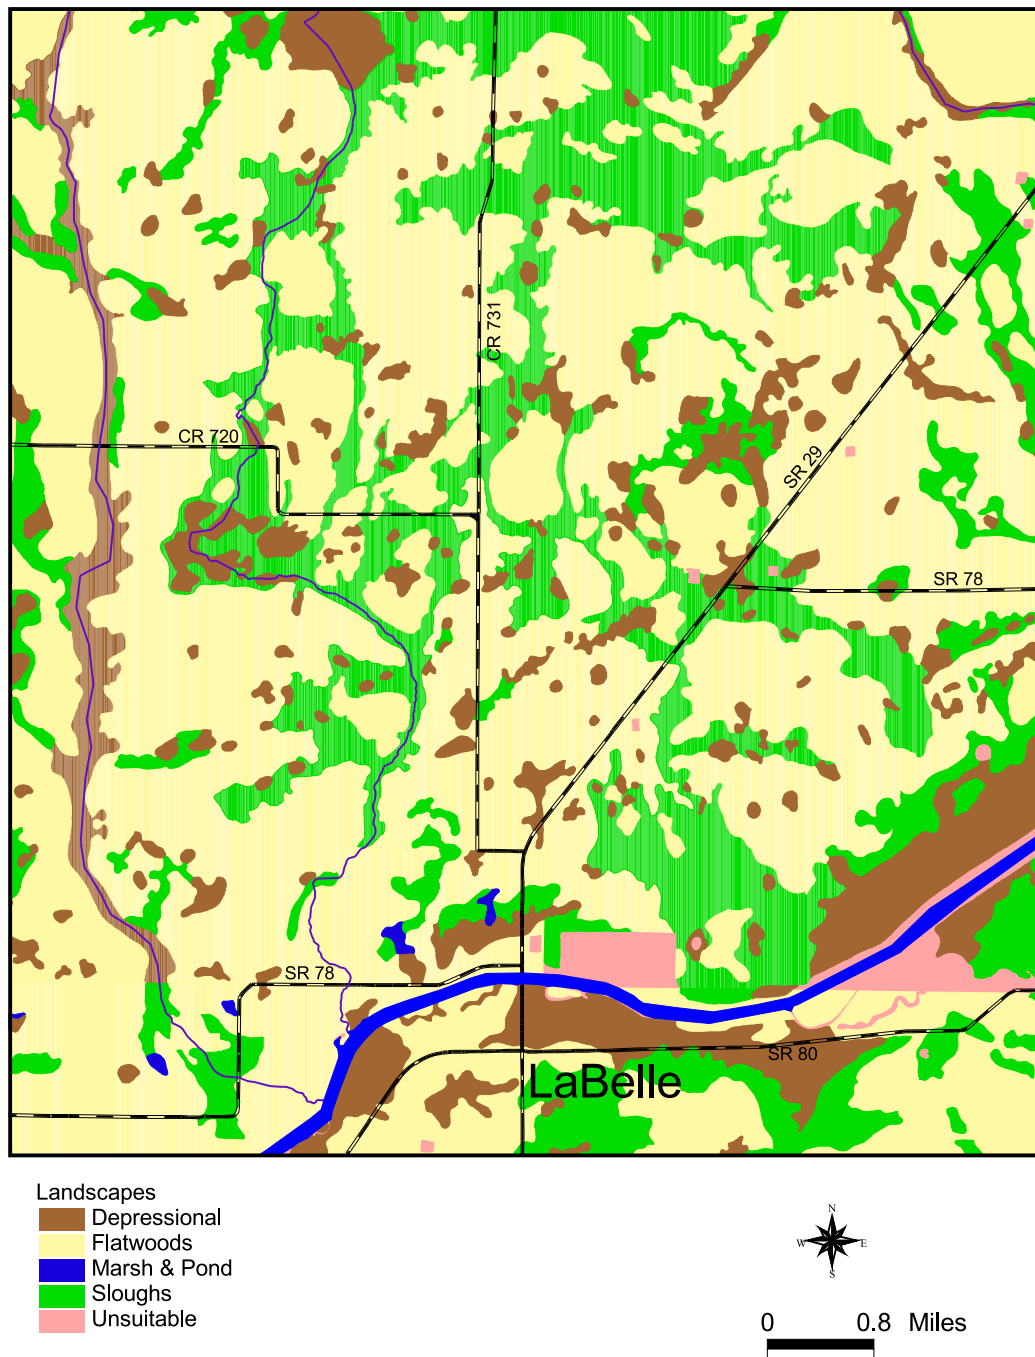 CR 731
CR 720
SR 29
SR 78
SR 78
SR 80
LaBelle
Landscapes
Depressional
Flatwoods
Marsh & Pond
Sloughs
Unsuitable
N
W E
S
0 0.8 Miles